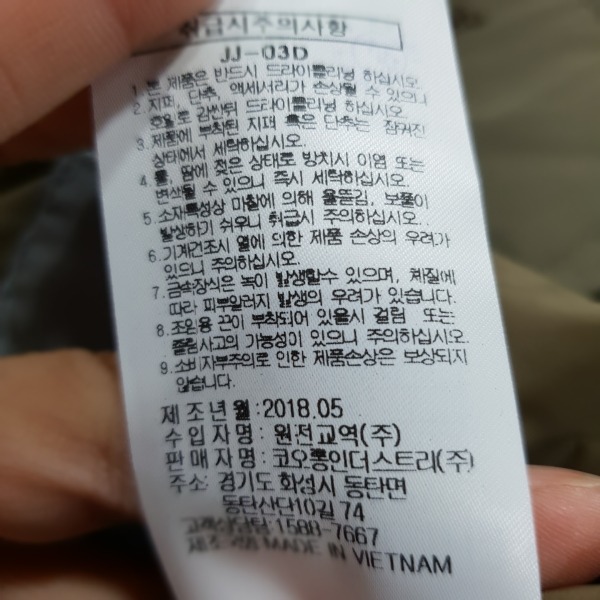 취급시주의사항
JJ-03D
1. 본 제품은 반드시 드라이클리닝 하십시오.
2. 지퍼, 단추, 액세서리가 손상될 수 있으니
호일로 감싼뒤 드라이클리닝 하십시오.
3. 제품에 부착된 지퍼 혹은 단추는 잠궈진
상태에서 세탁하십시오.
4. 물, 땀에 젖은 상태로 방치시 이염 또는
변색될 수 있으니 즉시 세탁하십시오.
5. 소재특성상 마찰에 의해 올뜯김, 보풀이
발생하기 쉬우니 취급시 주의하십시오.
6. 기계건조시 열에 의한 제품 손상의 우려가
있으니 주의하십시오.
7. 금속장식은 녹이 발생할수 있으며, 체질에
따라 피부알러지 발생의 우려가 있습니다.
8. 조임용 끈이 부착되어 있을시 걸림 또는
졸림사고의 가능성이 있으니 주의하십시오.
9. 소비자부주의로 인한 제품손상은 보상되지
않습니다.
제조년월:2018.05
수입자명: 원전교역(주)
판매자명: 코오롱인더스트리(주)
주소: 경기도 화성시 동탄면
동탄산단10길 74
고객상담탁:1588-7667
제조국명 MADE IN VIETNAM